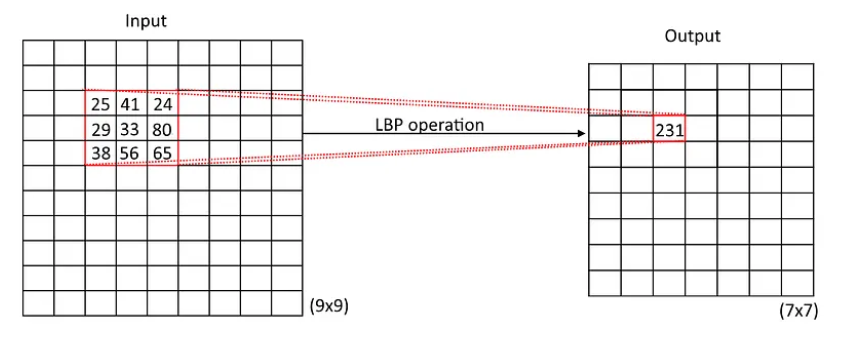 Input
Output
25 41 24
29 33 80
38 56 65
LBP operation
231
(9x9)
(7x7)